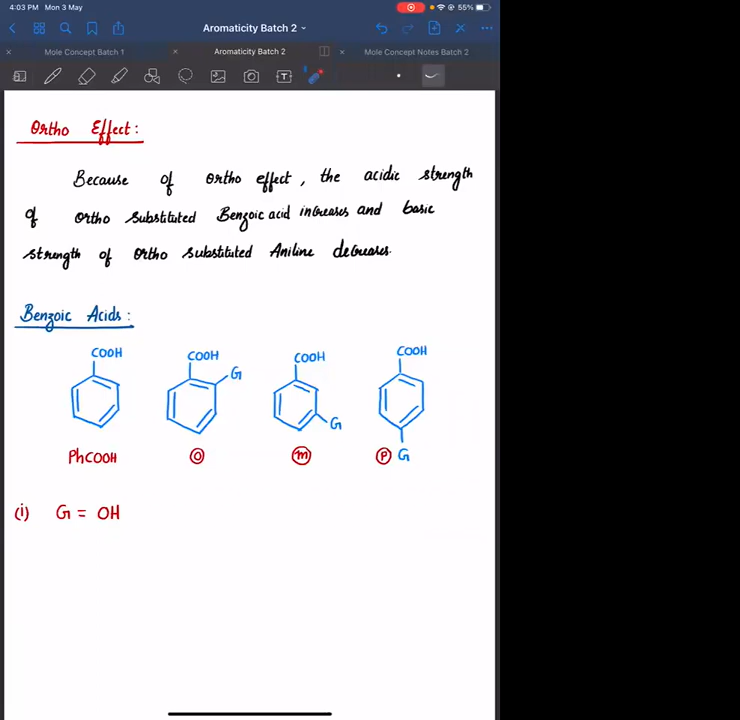 4:03 PM Mon 3 May
55%
Aromaticity Batch 2
Mole Concept Batch 1
Aromaticity Batch 2
Mole Concept Notes Batch 2
Ortho Effect:
Because of ortho effect, the acidic strength
of ortho substituted Benzoic acid increases and basic
strength of ortho substituted Aniline decreases.
Benzoic Acids:
COOH COOH COOH COOH
G
G
PhCOOH O m P G
(i) G = OH